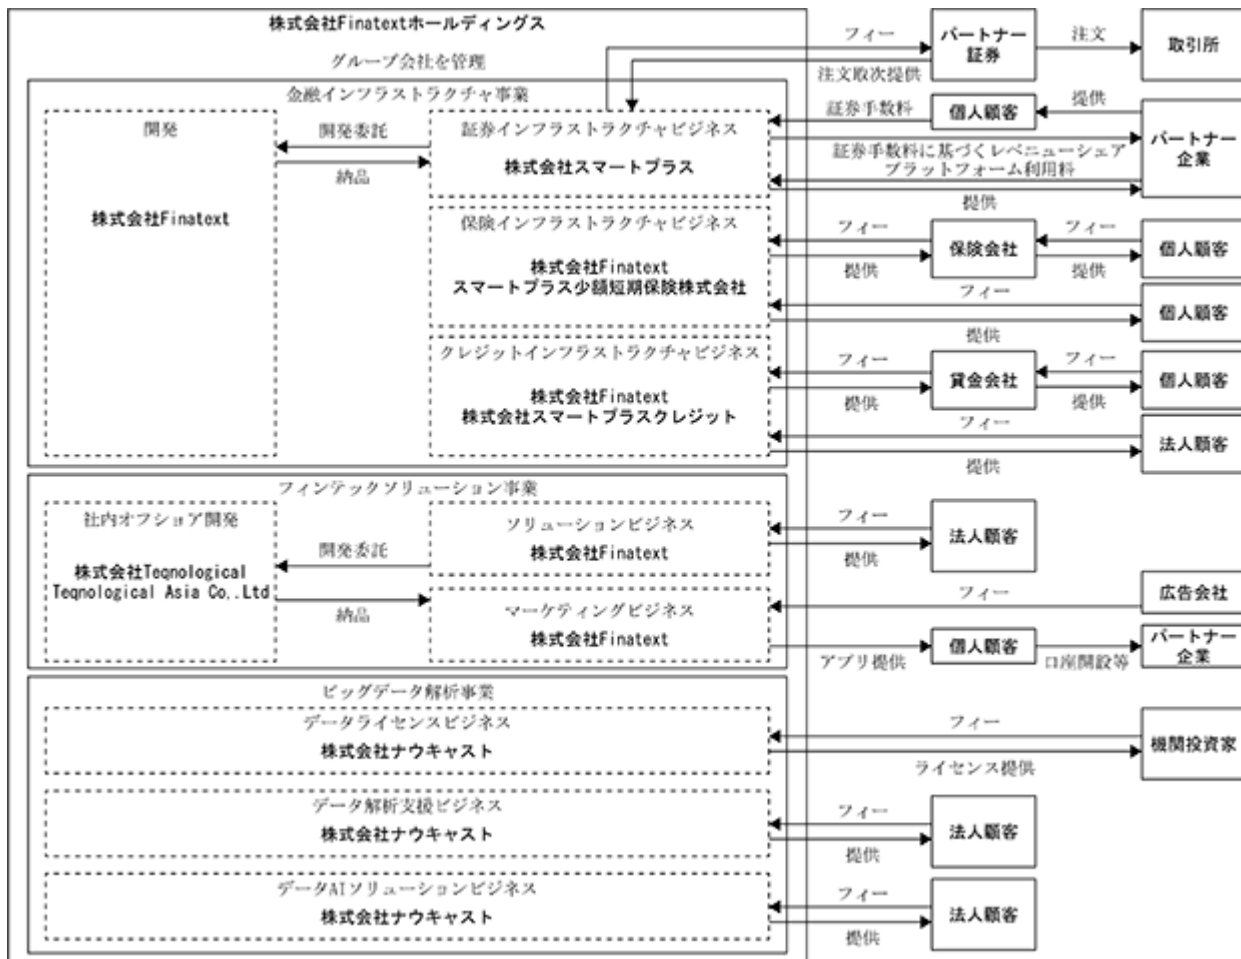 株式会社Finatextホールディングス
グループ会社を管理
金融インフラストラクチャ事業
開発
株式会社Finatext
開発委託
納品
証券インフラストラクチャビジネス
株式会社スマートプラス
保険インフラストラクチャビジネス
株式会社Finatext
スマートプラス少額短期保険株式会社
クレジットインフラストラクチャビジネス
株式会社Finatext
株式会社スマートプラスクレジット
フィー
注文取次提供
パートナー
証券
注文
取引所
証券手数料
個人顧客
提供
パートナー
企業
証券手数料に基づくレベニューシェア
プラットフォーム利用料
提供
フィー
提供
保険会社
フィー
提供
個人顧客
フィー
提供
個人顧客
フィー
提供
貸金会社
フィー
提供
個人顧客
フィー
提供
法人顧客
フィンテックソリューション事業
社内オフショア開発
株式会社Teqnological
Teqnological Asia Co,.Ltd
開発委託
納品
ソリューションビジネス
株式会社Finatext
マーケティングビジネス
株式会社Finatext
フィー
提供
法人顧客
フィー
広告会社
アプリ提供
個人顧客
口座開設等
パートナー
企業
ビッグデータ解析事業
データライセンスビジネス
株式会社ナウキャスト
フィー
ライセンス提供
機関投資家
データ解析支援ビジネス
株式会社ナウキャスト
フィー
提供
法人顧客
データAIソリューションビジネス
株式会社ナウキャスト
フィー
提供
法人顧客